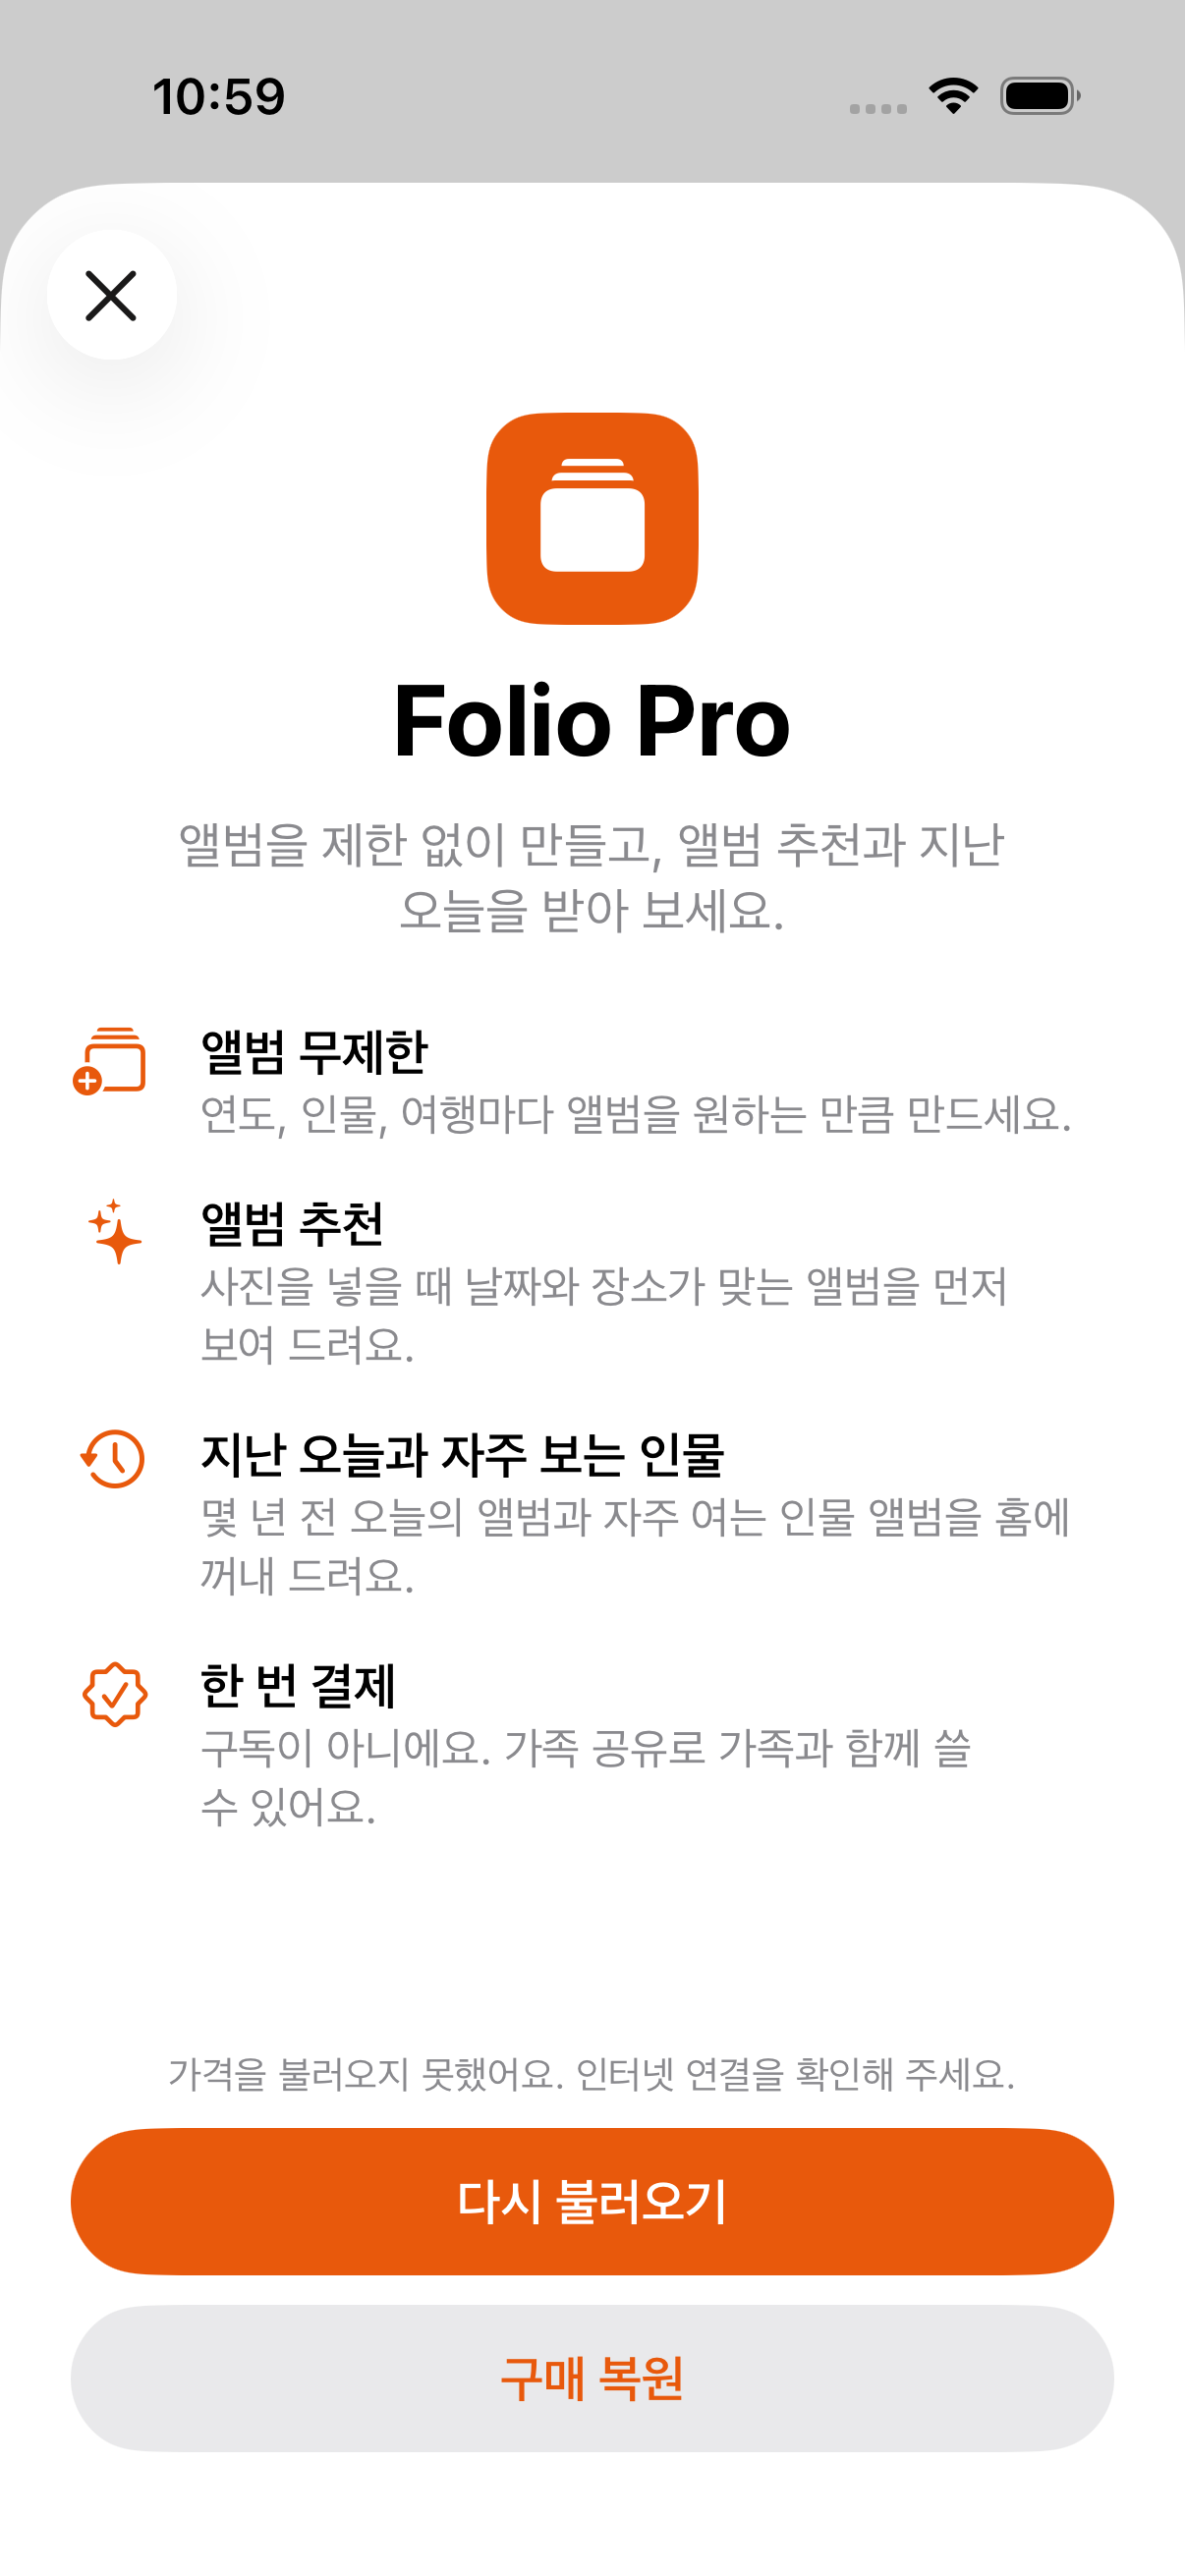 10:59
Folio Pro
앨범을 제한 없이 만들고, 앨범 추천과 지난
오늘을 받아 보세요.
앨범 무제한
연도, 인물, 여행마다 앨범을 원하는 만큼 만드세요.
앨범 추천
사진을 넣을 때 날짜와 장소가 맞는 앨범을 먼저
보여 드려요.
지난 오늘과 자주 보는 인물
몇 년 전 오늘의 앨범과 자주 여는 인물 앨범을 홈에
꺼내 드려요.
한 번 결제
구독이 아니에요. 가족 공유로 가족과 함께 쓸
수 있어요.
가격을 불러오지 못했어요. 인터넷 연결을 확인해 주세요.
다시 불러오기
구매 복원